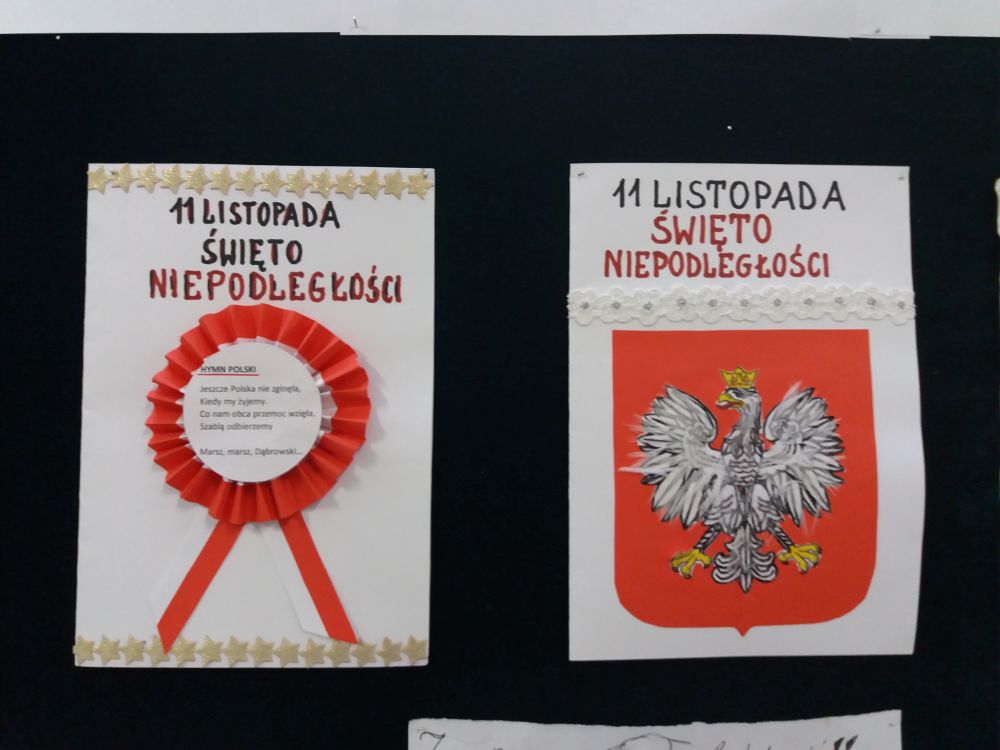 11 LISTOPADA
ŚWIĘTO
NIEPODLEGŁOŚCI
HYMN POLSKI
Jeszcze Polska nie zginęła,
Kiedy my żyjemy.
Co nam obca przemoc wzięła,
Szablą odbierzemy
Marsz, marsz, Dąbrowski...
11 LISTOPADA
ŚWIĘTO
NIEPODLEGŁOŚCI